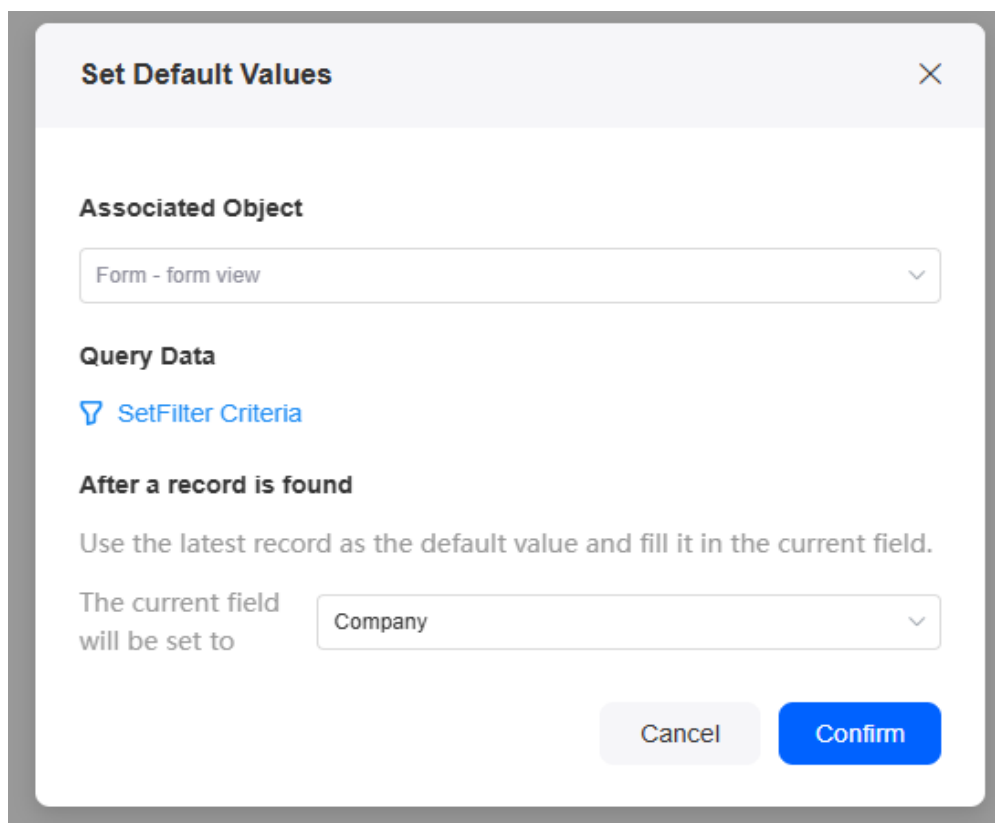 Set Default Values
Associated Object
Form - form view
Query Data
SetFilter Criteria
After a record is found
Use the latest record as the default value and fill it in the current field.
The current field
will be set to
Company
Cancel
Confirm